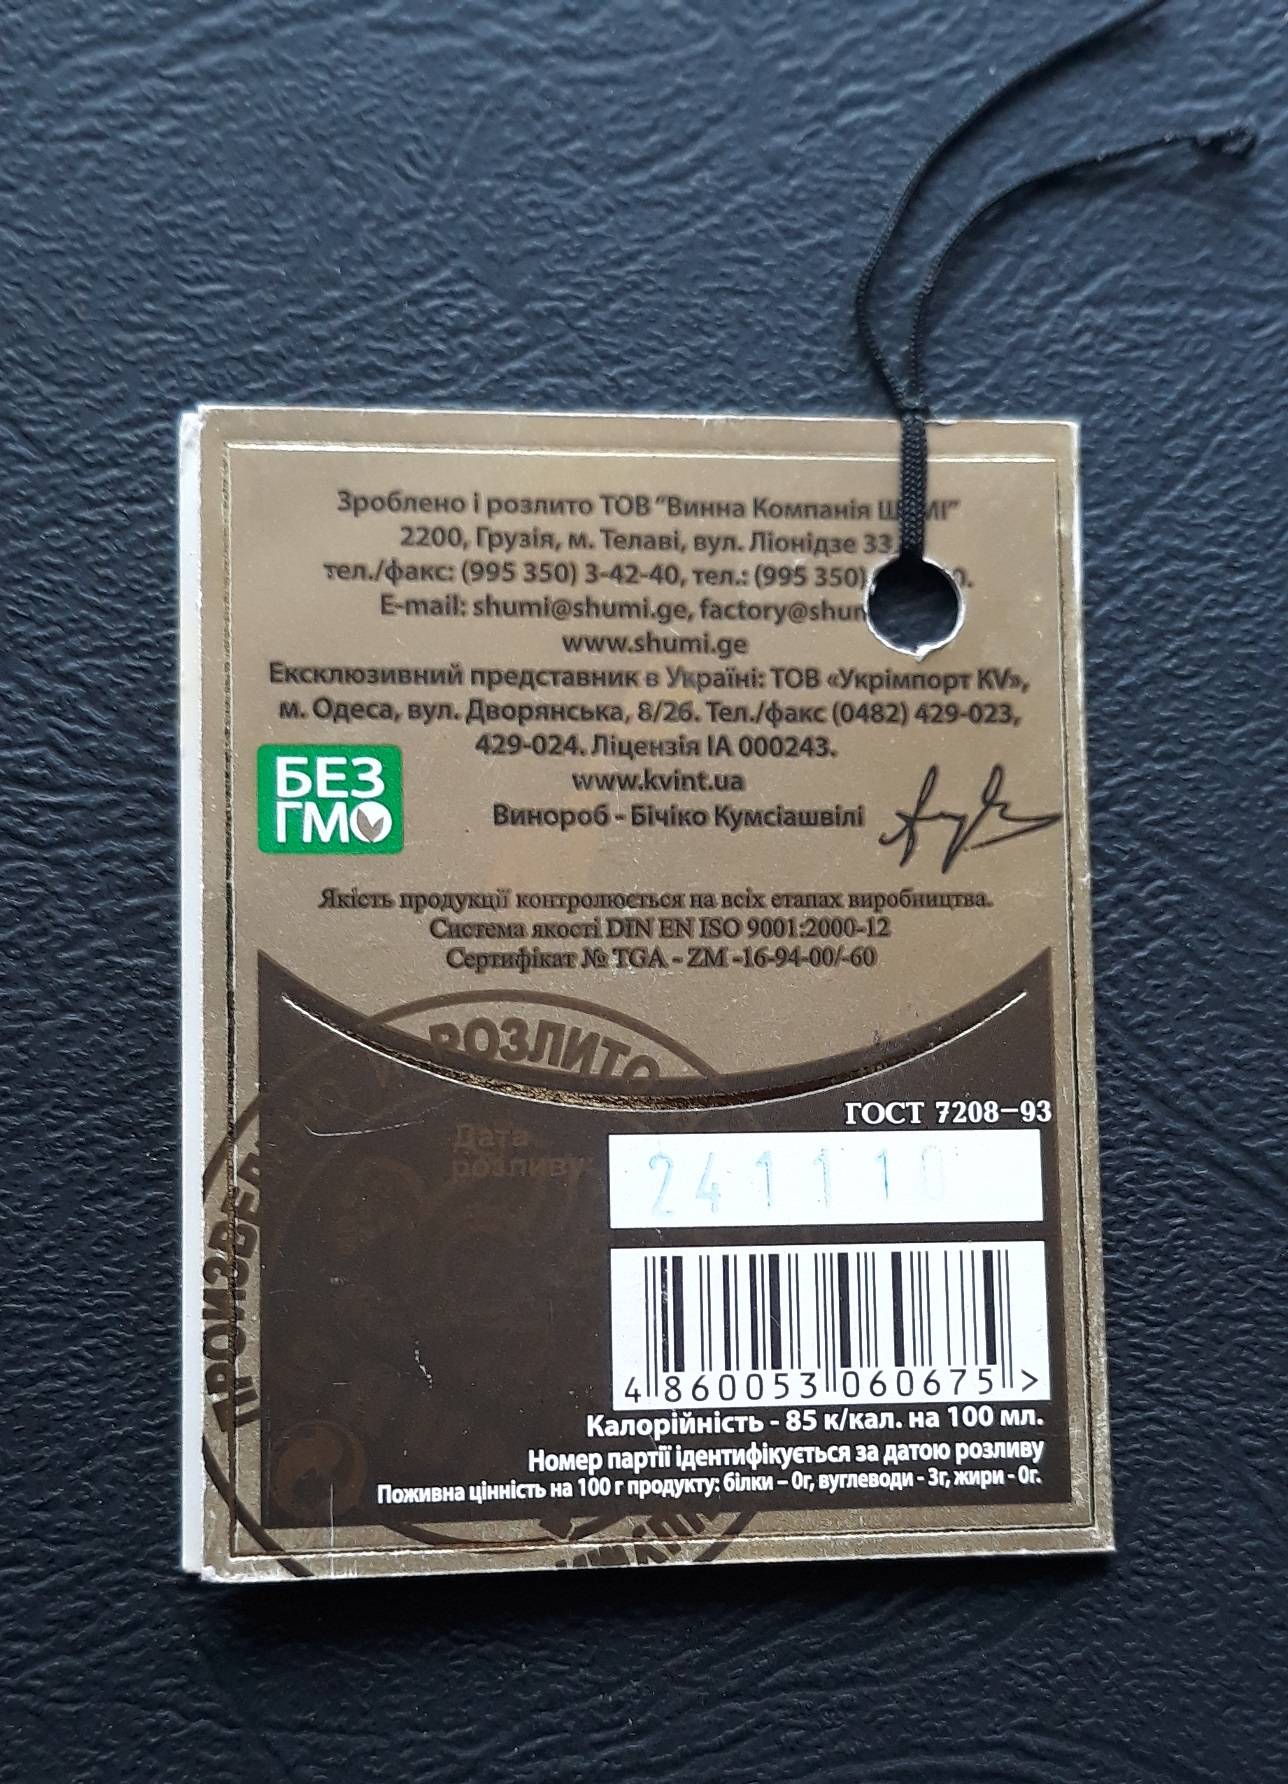 Зроблено і розлито ТОВ "Винна Компанія
2200, Грузія, м. Телаві, вул. Ліонідзе 33
тел./факс: (995 350) 3-42-40, тел.: (995 350)
E-mail: shumi@shumi.ge,
www.shumi.ge
Ексклюзивний представник в Україні: ТОВ «Укрімпорт KV»,
м. Одеса, вул. Дворянська, 8/2б. Тел./факс (0482) 429-023,
429-024. Ліцензія ІА 000243.
www.kvint.ua
БЕЗ
ГМО
Винороб - Бічіко Кумсіашвілі
Якість продукції контролюється на всіх етапах виробництва.
Система якості DIN EN ISO 9001:2000-12
Сертифікат № TGA - ZM -16-94-00/-60
РОЗЛИТО
ГОСТ 7208-93
Дата
розливу:
241110
4 860053 060675 >
Калорійність - 85 к/кал. на 100 мл.
Номер партії ідентифікується за датою розливу
Поживна цінність на 100 г продукту: білки – 0г, вуглеводи - 3г, жири - 0г.